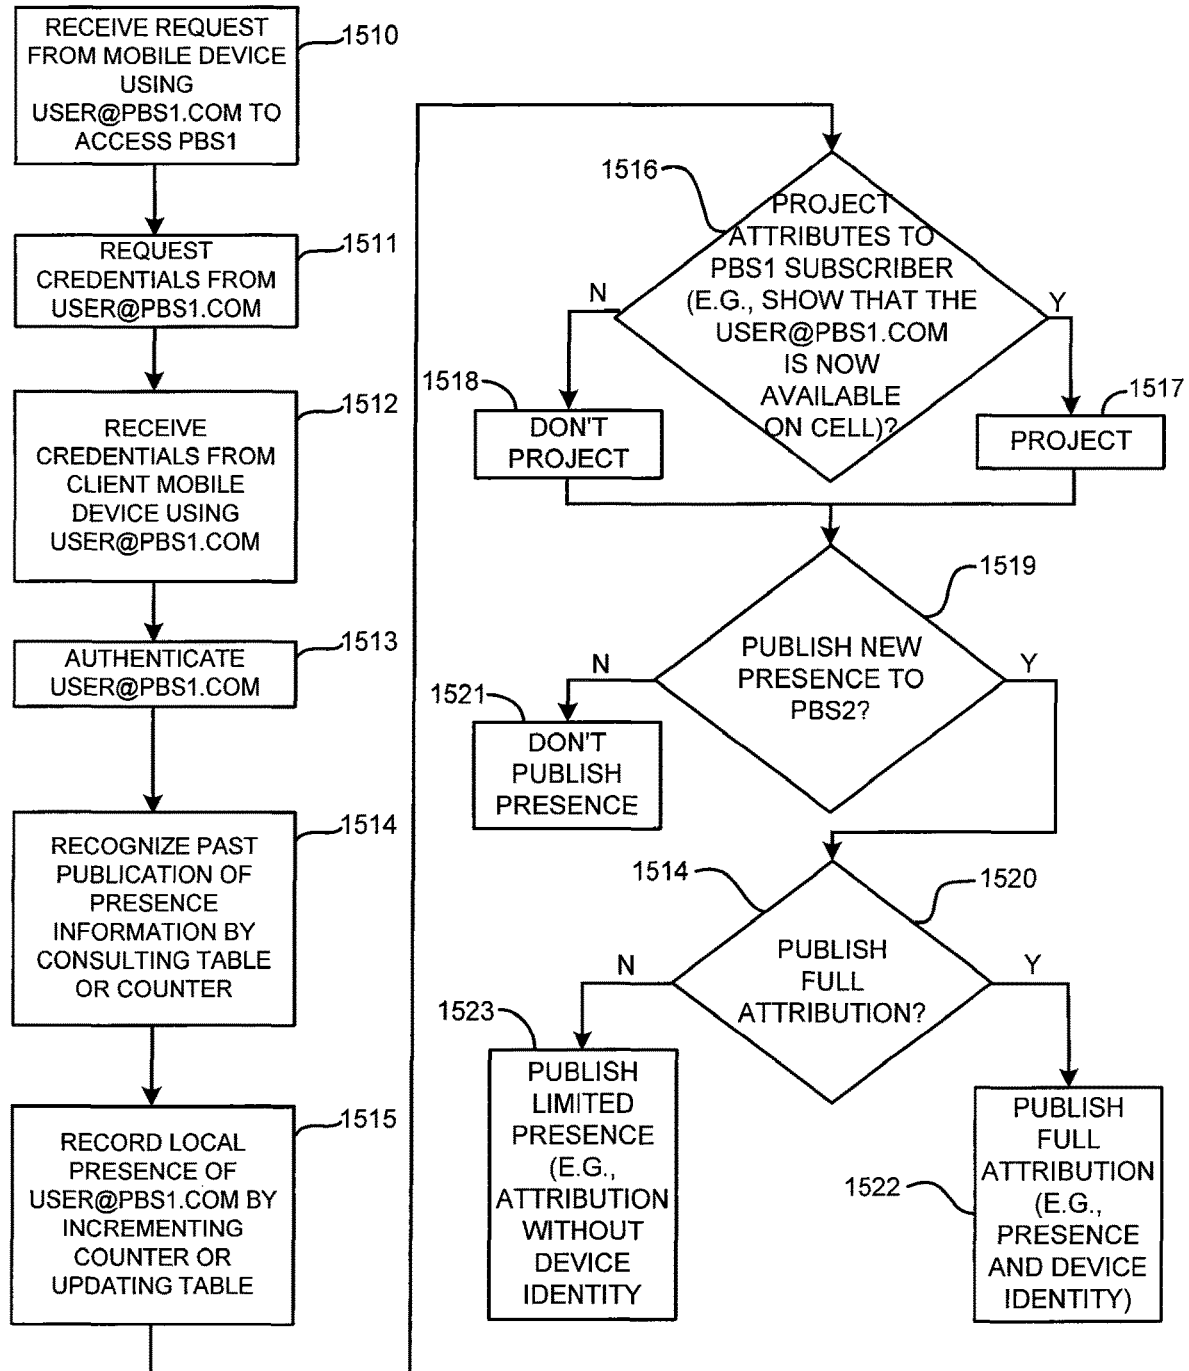 RECEIVE REQUEST
FROM MOBILE DEVICE
USING
USER@PBS1.COM TO
ACCESS PBS1
1510
REQUEST
CREDENTIALS FROM
USER@PBS1.COM
1511
RECEIVE
CREDENTIALS FROM
CLIENT MOBILE
DEVICE USING
USER@PBS1.COM
1512
AUTHENTICATE
USER@PBS1.COM
1513
RECOGNIZE PAST
PUBLICATION OF
PRESENCE
INFORMATION BY
CONSULTING TABLE
OR COUNTER
1514
RECORD LOCAL
PRESENCE OF
USER@PBS1.COM BY
INCREMENTING
COUNTER OR
UPDATING TABLE
1515
1516
PROJECT
ATTRIBUTES TO
PBS1 SUBSCRIBER
(E.G., SHOW THAT THE
USER@PBS1.COM
IS NOW
AVAILABLE
ON CELL)?
N
Y
1518
DON'T
PROJECT
1517
PROJECT
1519
PUBLISH NEW
PRESENCE TO
PBS2?
N
Y
1521
DON'T
PUBLISH
PRESENCE
1514
1520
PUBLISH
FULL
ATTRIBUTION?
N
Y
1523
PUBLISH
LIMITED
PRESENCE
(E.G.,
ATTRIBUTION
WITHOUT
DEVICE
IDENTITY
1522
PUBLISH
FULL
ATTRIBUTION
(E.G.,
PRESENCE
AND DEVICE
IDENTITY)